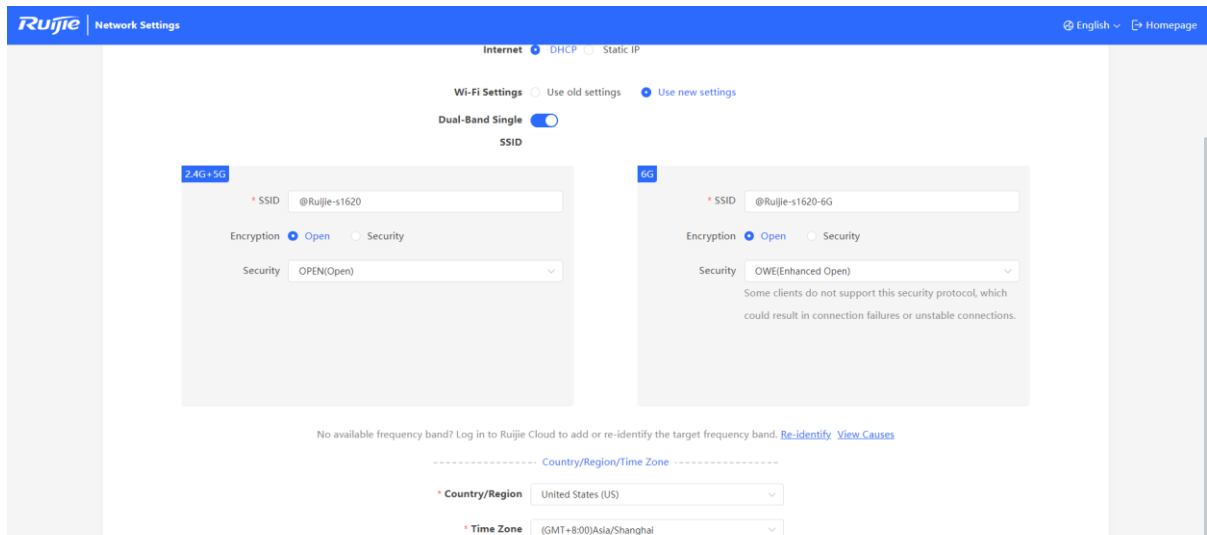 Ruijie | Network Settings English Homepage
Internet DHCP Static IP
Wi-Fi Settings Use old settings Use new settings
Dual-Band Single
SSID
2.4G+5G 6G
* SSID @Ruijie-s1620 * SSID @Ruijie-s1620-6G
Encryption Open Security Encryption Open Security
Security OPEN(Open) Security OWE(Enhanced Open)
Some clients do not support this security protocol, which
could result in connection failures or unstable connections.
No available frequency band? Log in to Ruijie Cloud to add or re-identify the target frequency band. Re-identify View Causes
Country/Region/Time Zone
* Country/Region United States (US)
* Time Zone (GMT+8:00)Asia/Shanghai